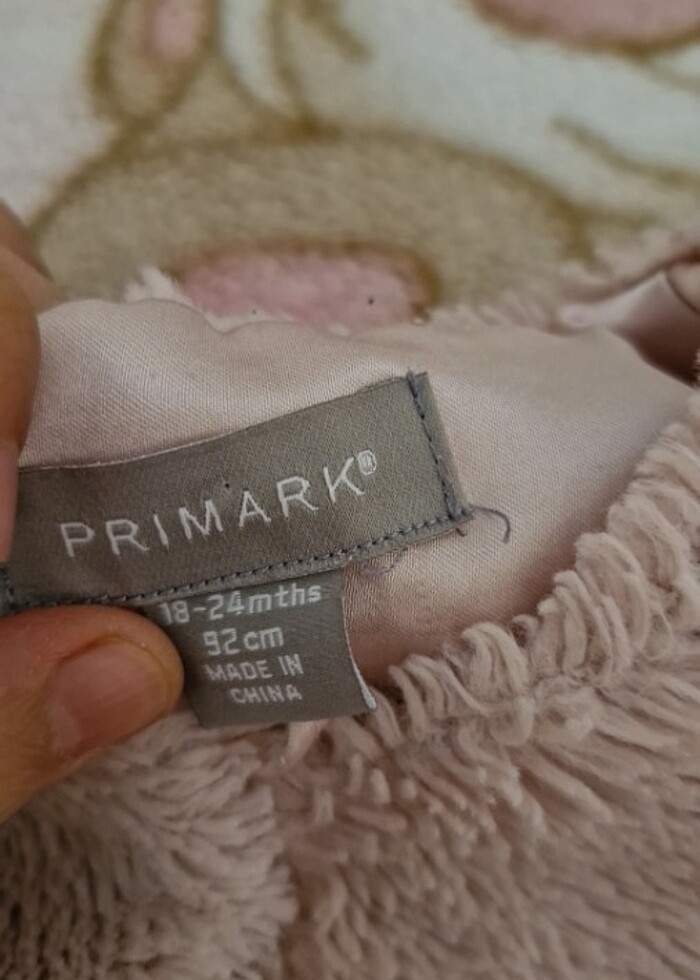 PRIMARK®
18-24mths
92cm
MADE IN
CHINA